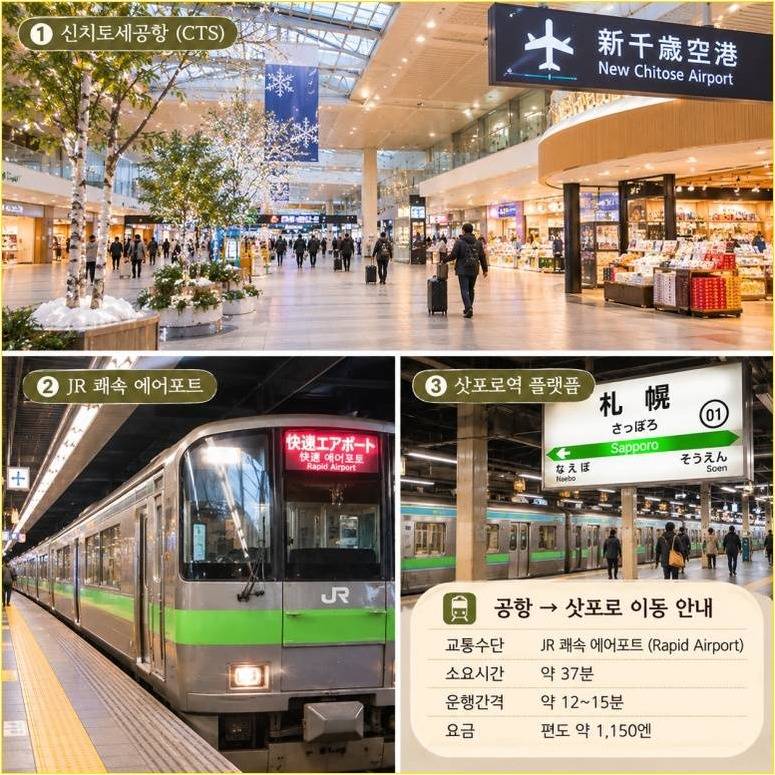 1 신치토세공항 (CTS)
新千歳空港
New Chitose Airport
2 JR 쾌속 에어포트
快速エアポート
快速 에어포토
Rapid Airport
JR
3 삿포로역 플랫폼
札幌
01
さっぽろ
Sapporo
なえぼ
Naebo
そうえん
Soen
공항 → 삿포로 이동 안내
교통수단 JR 쾌속 에어포트 (Rapid Airport)
소요시간 약 37분
운행간격 약 12~15분
요금 편도 약 1,150엔